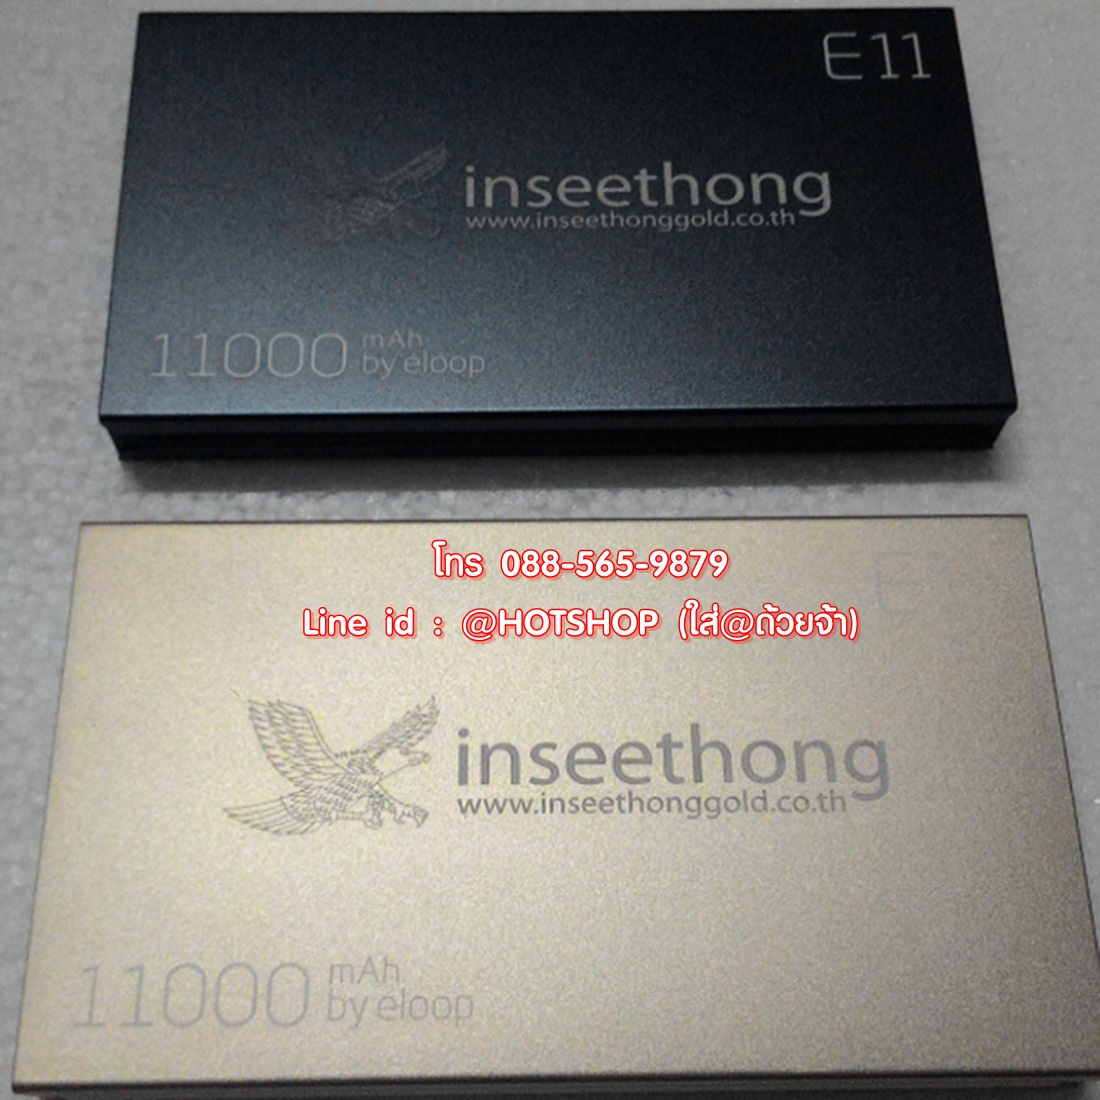 E11
inseethong
www.inseethonggold.co.th
11000 mAh
by eloop
โทร 088-565-9879
Line id : @HOTSHOP (ใส่@ด้วยจ้า)
inseethong
www.inseethonggold.co.th
11000 mAh
by eloop